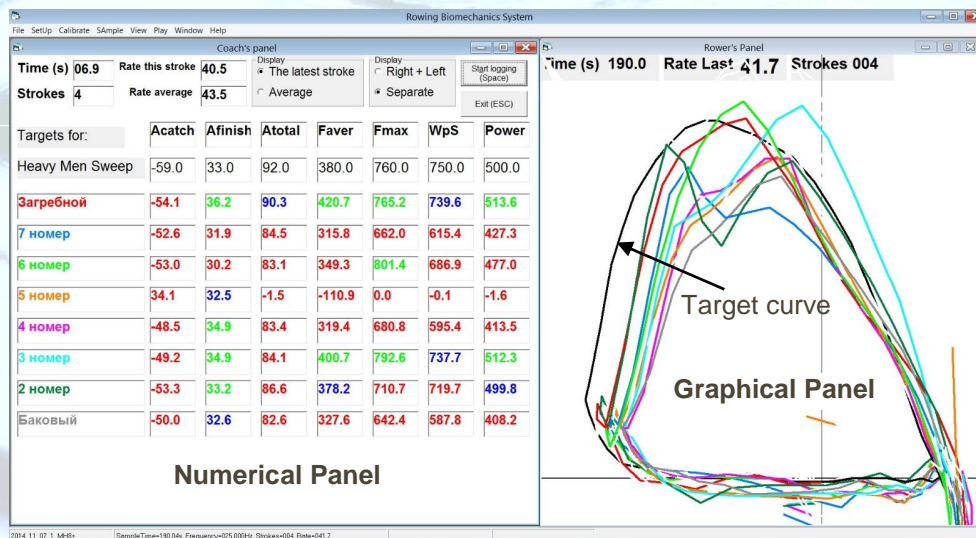 Rowing Biomechanics System
File SetUp Calibrate SAmple View Play Window Help
Coach's panel
Time (s) 06.9 Rate this stroke 40.5
Strokes 4 Rate average 43.5
Display
The latest stroke
Average
Display
Right + Left
Separate
Start logging
(Space)
Exit (ESC)
Targets for: Acatch Afinish Atotal Faver Fmax WpS Power
Heavy Men Sweep -59.0 33.0 92.0 380.0 760.0 750.0 500.0
Загребной -54.1 36.2 90.3 420.7 765.2 739.6 513.6
7 номер -52.6 31.9 84.5 315.8 662.0 615.4 427.3
6 номер -53.0 30.2 83.1 349.3 801.4 686.9 477.0
5 номер 34.1 32.5 -1.5 -110.9 0.0 -0.1 -1.6
4 номер -48.5 34.9 83.4 319.4 680.8 595.4 413.5
3 номер -49.2 34.9 84.1 400.7 792.6 737.7 512.3
2 номер -53.3 33.2 86.6 378.2 710.7 719.7 499.8
Баковый -50.0 32.6 82.6 327.6 642.4 587.8 408.2
Numerical Panel
Rower's Panel
Time (s) 190.0 Rate Last 41.7 Strokes 004
Target curve
Graphical Panel
2014_11_07_1_MH8+ SampleTime=190.04s, Frequency=025.000Hz, Strokes=004, Rate=041.7